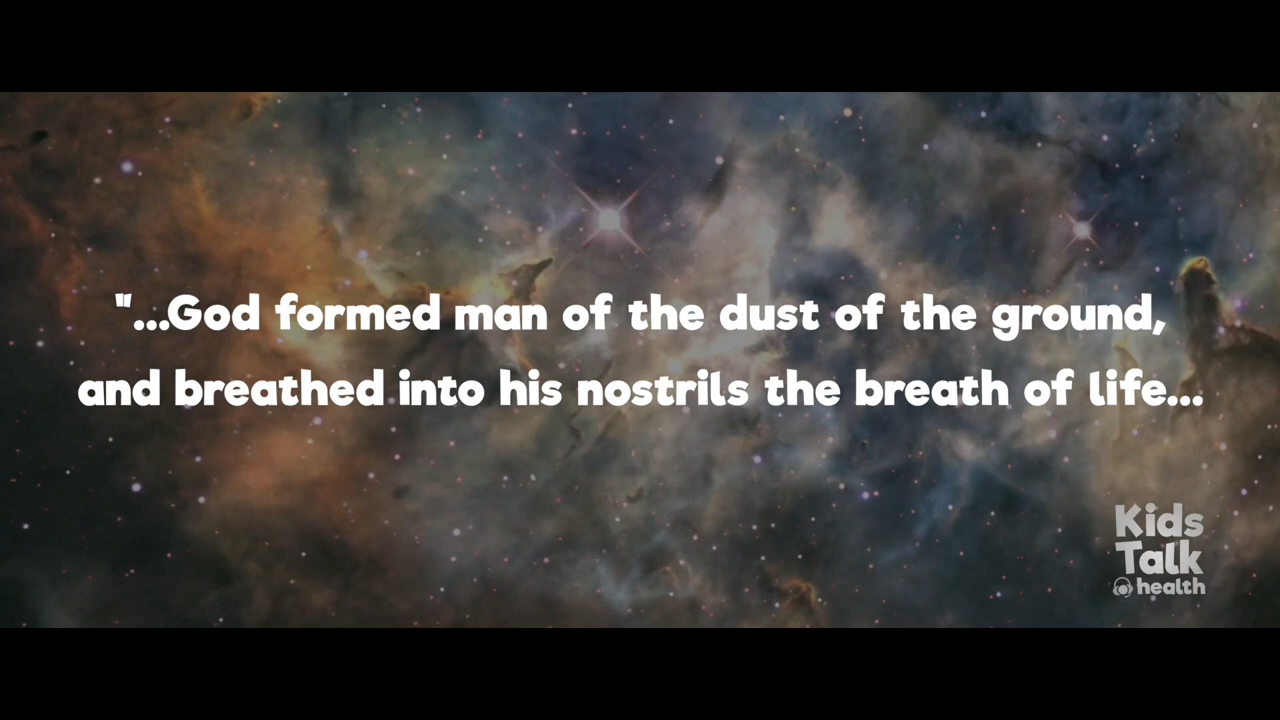 "...God formed man of the dust of the ground,
and breathed into his nostrils the breath of life...
Kids
Talk
health